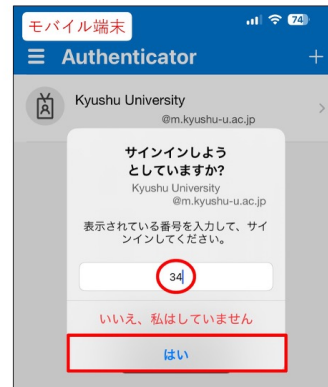 モバイル端末
74
Authenticator
Kyushu University
@m.kyushu-u.ac.jp
サインインしよう
としていますか?
Kyushu University
@m.kyushu-u.ac.jp
表示されている番号を入力して、サイ
ンインしてください。
34
いいえ、私はしていません
はい